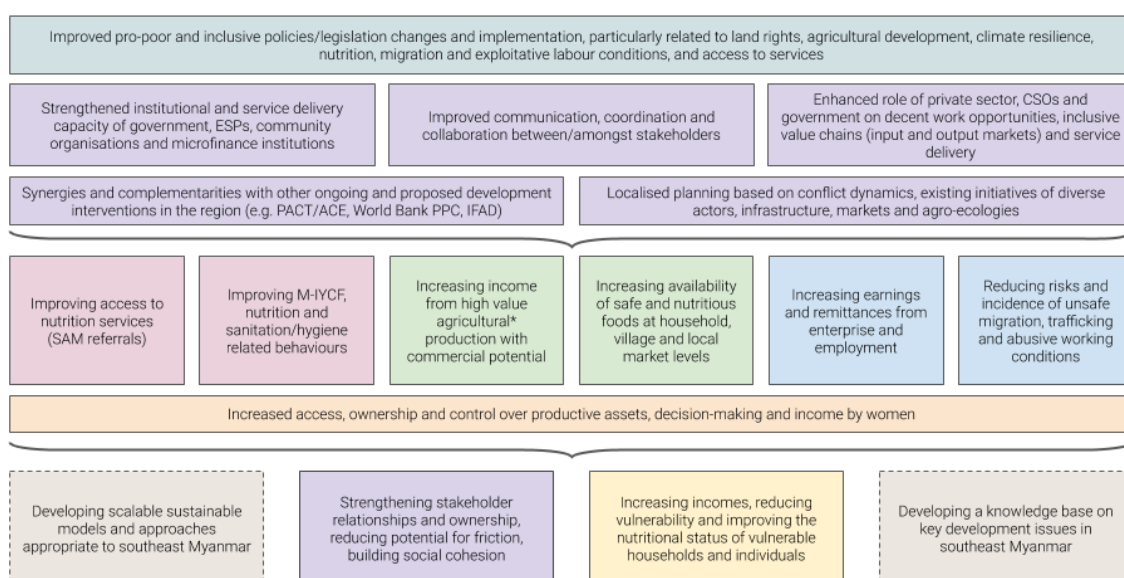 Improved pro-poor and inclusive policies/legislation changes and implementation, particularly related to land rights, agricultural development, climate resilience,
nutrition, migration and exploitative labour conditions, and access to services
Strengthened institutional and service delivery
capacity of government, ESPs, community
organisations and microfinance institutions
Improved communication, coordination and
collaboration between/amongst stakeholders
Enhanced role of private sector, CSOs and
government on decent work opportunities, inclusive
value chains (input and output markets) and service
delivery
Synergies and complementarities with other ongoing and proposed development
interventions in the region (e.g. PACT/ACE, World Bank PPC, IFAD)
Localised planning based on conflict dynamics, existing initiatives of diverse
actors, infrastructure, markets and agro-ecologies
Improving access to
nutrition services
(SAM referrals)
Improving M-IYCF,
nutrition and
sanitation/hygiene
related behaviours
Increasing income
from high value
agricultural*
production with
commercial potential
Increasing availability
of safe and nutritious
foods at household,
village and local
market levels
Increasing earnings
and remittances from
enterprise and
employment
Reducing risks and
incidence of unsafe
migration, trafficking
and abusive working
conditions
Increased access, ownership and control over productive assets, decision-making and income by women
Developing scalable sustainable
models and approaches
appropriate to southeast Myanmar
Strengthening stakeholder
relationships and ownership,
reducing potential for friction,
building social cohesion
Increasing incomes, reducing
vulnerability and improving the
nutritional status of vulnerable
households and individuals
Developing a knowledge base on
key development issues in
southeast Myanmar